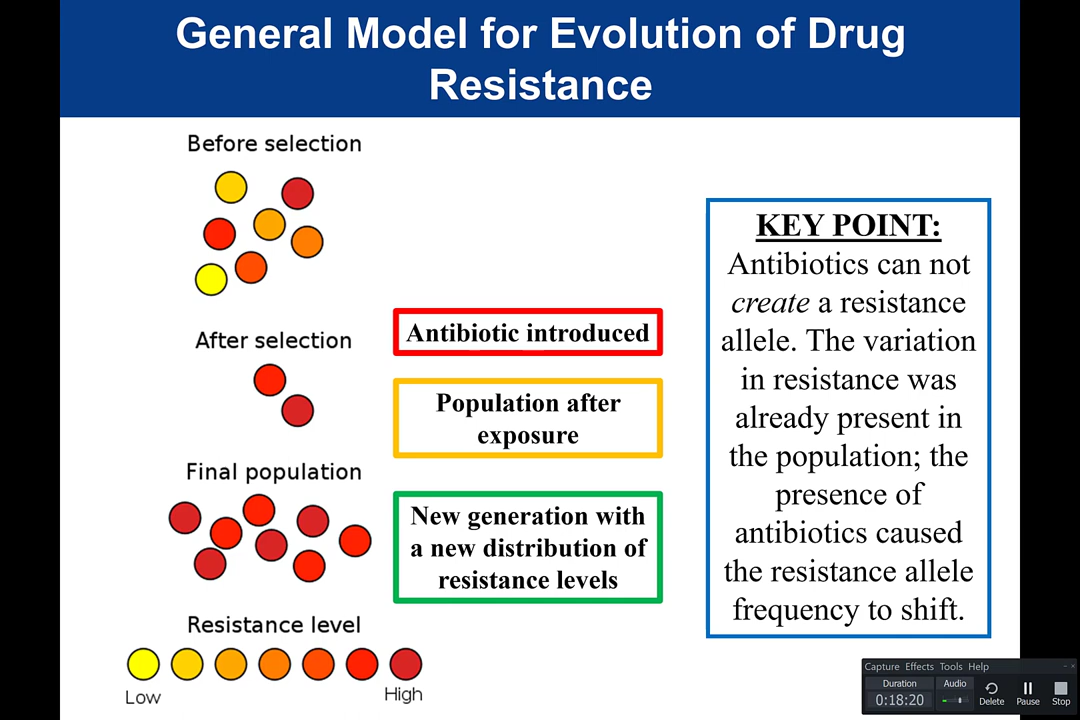 General Model for Evolution of Drug
Resistance
Before selection
After selection
Final population
Resistance level
Low
High
Antibiotic introduced
Population after
exposure
New generation with
a new distribution of
resistance levels
KEY POINT:
Antibiotics can not
create a resistance
allele. The variation
in resistance was
already present in
the population; the
presence of
antibiotics caused
the resistance allele
frequency to shift.
Capture Effects Tools Help
Duration
0:18:20
Audio
Delete
Pause
Stop